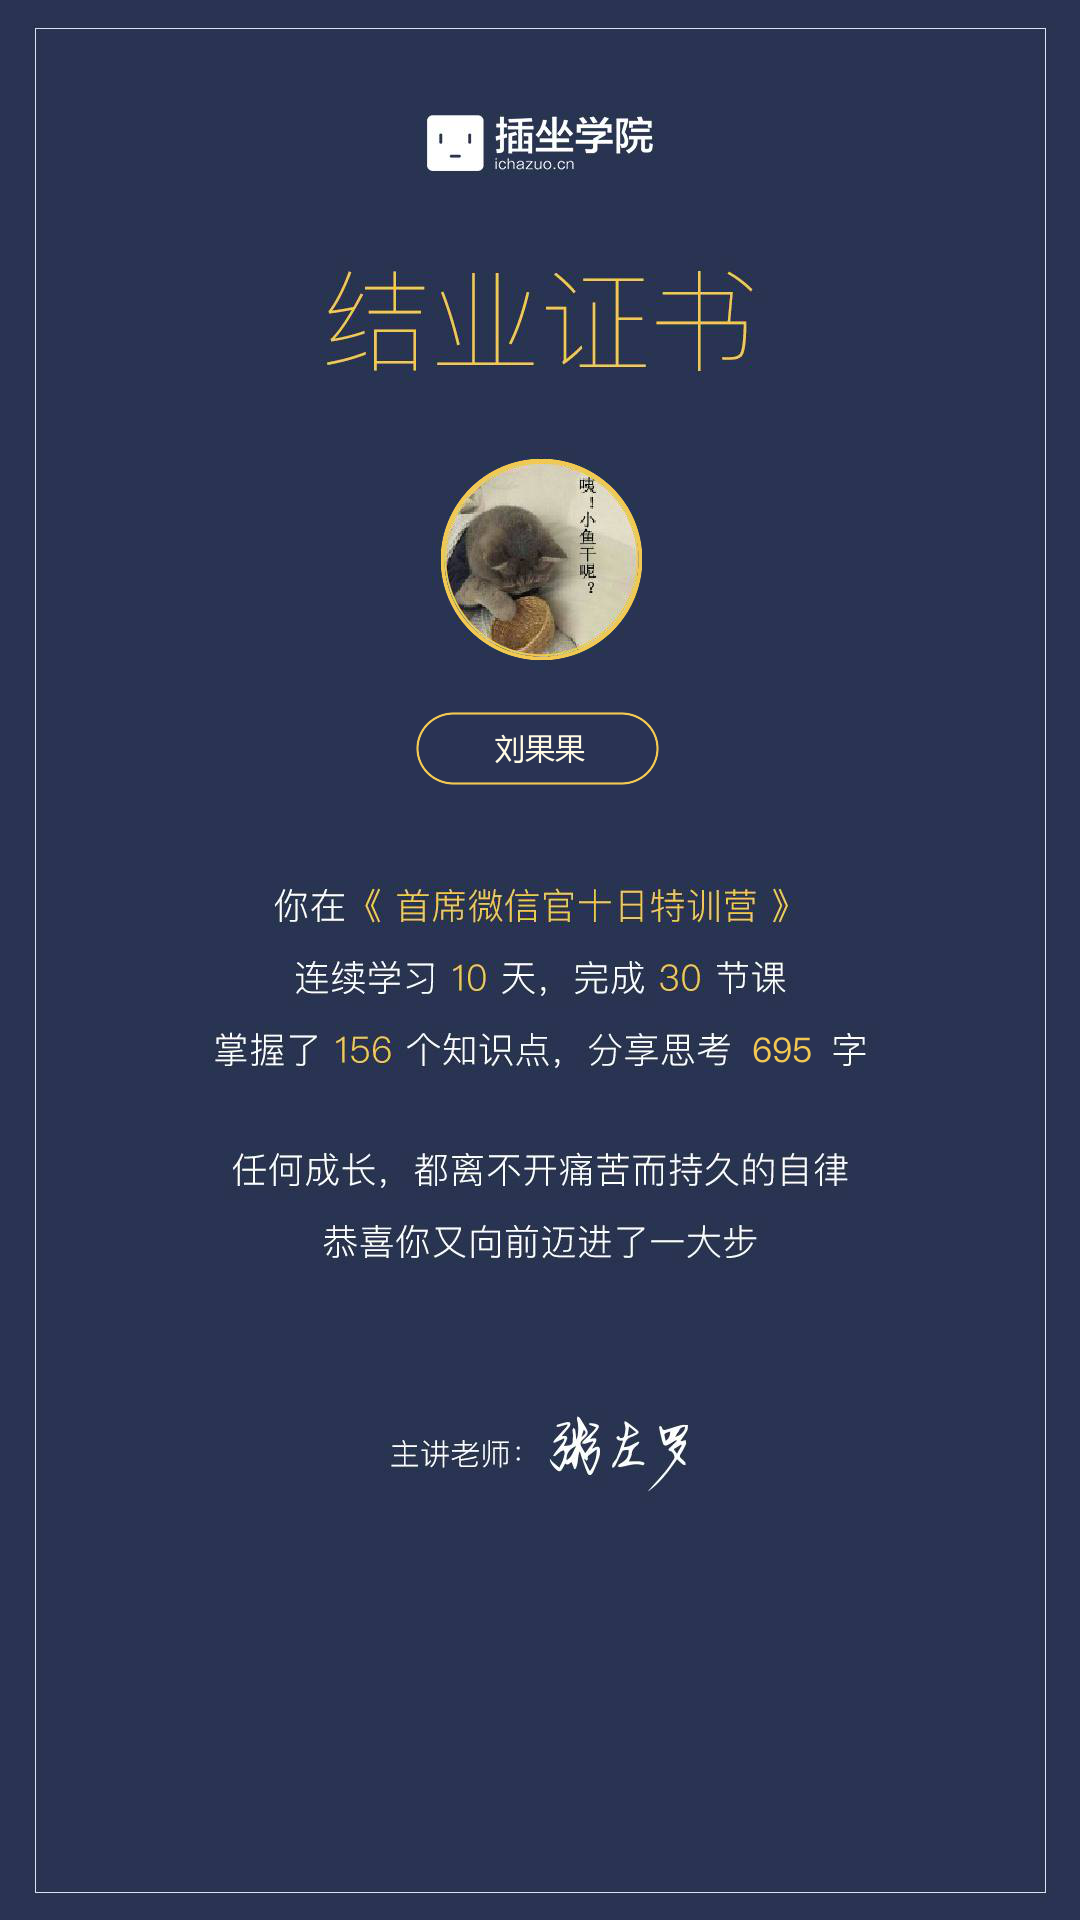 插坐学院
ichazuo.cn
结业证书
咦！小鱼干呢？
刘果果
你在《 首席微信官十日特训营 》
连续学习 10 天，完成 30 节课
掌握了 156 个知识点，分享思考 695 字
任何成长，都离不开痛苦而持久的自律
恭喜你又向前迈进了一大步
主讲老师：粥左罗